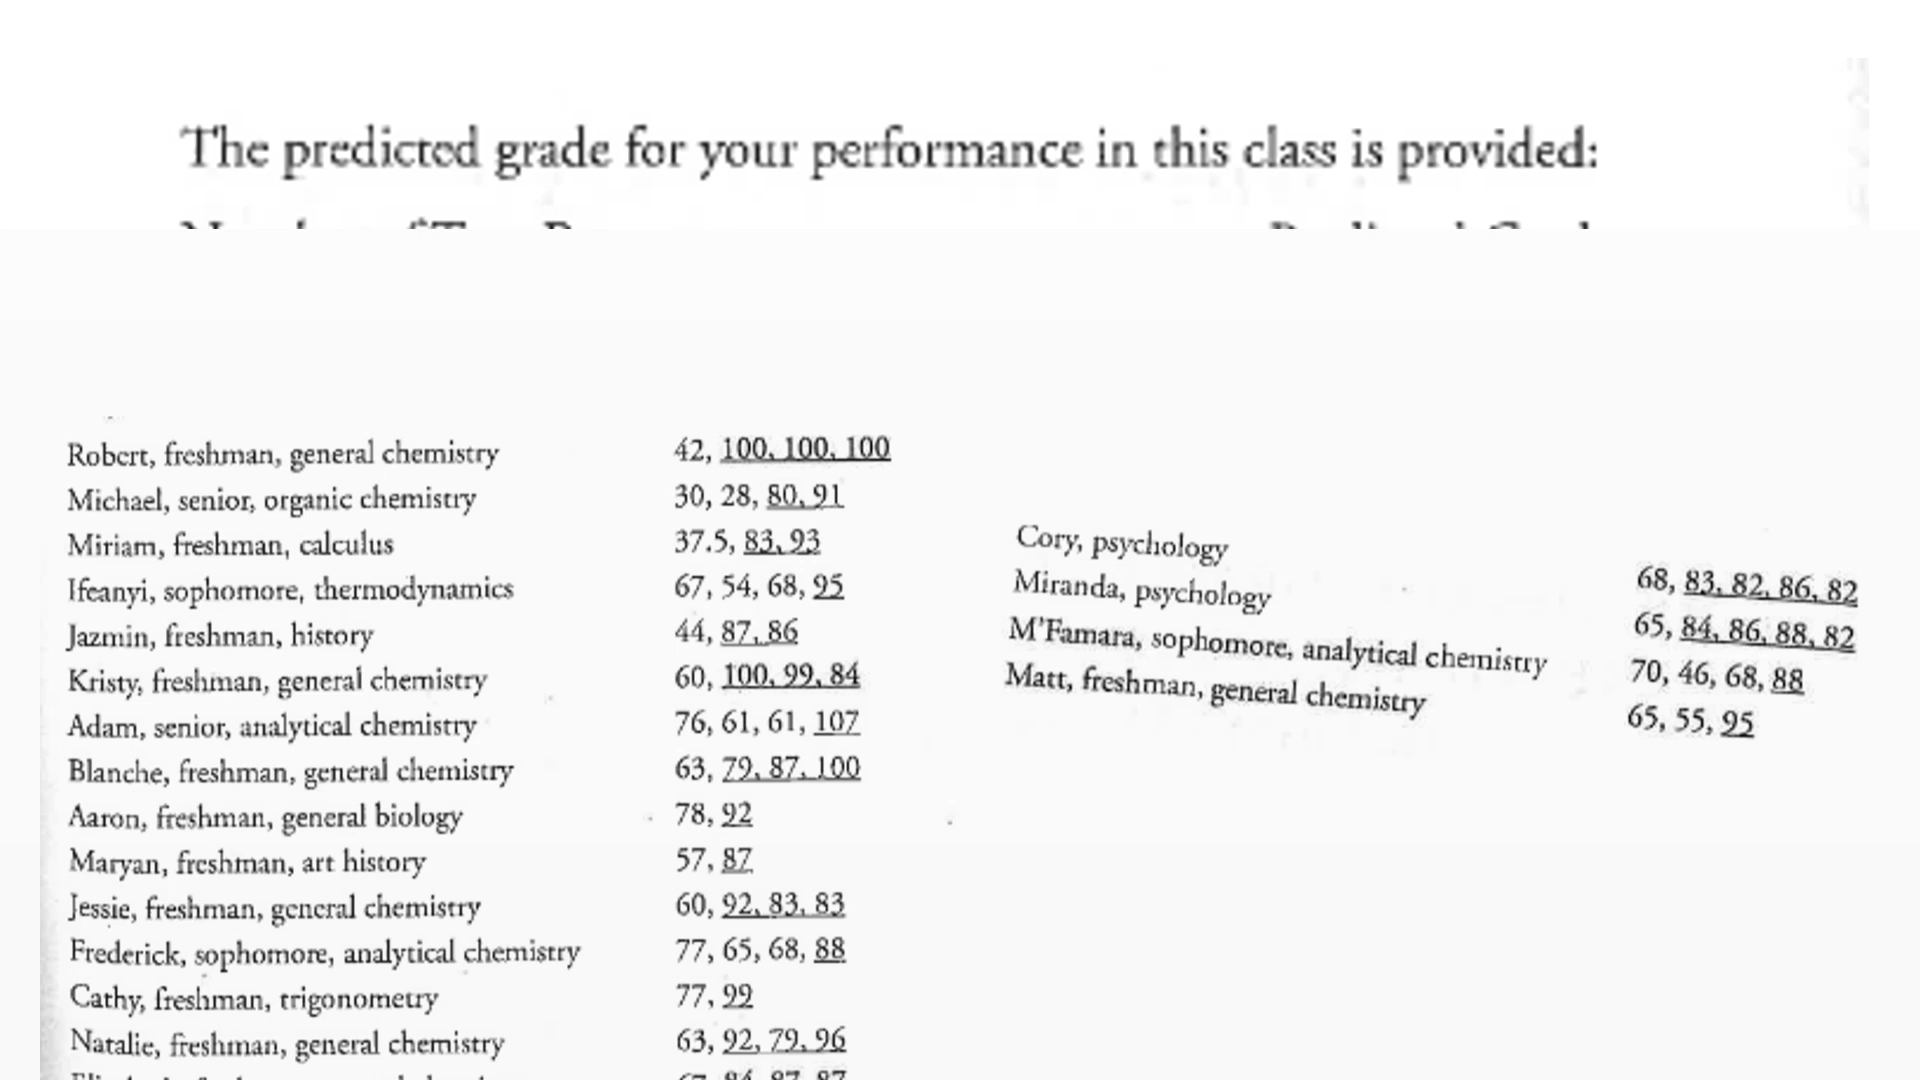 The predicted grade for your performance in this class is provided:
Robert, freshman, general chemistry 42, 100, 100, 100
Michael, senior, organic chemistry 30, 28, 80, 91
Miriam, freshman, calculus 37.5, 83, 93
Ifeanyi, sophomore, thermodynamics 67, 54, 68, 95
Jazmin, freshman, history 44, 87, 86
Kristy, freshman, general chemistry 60, 100, 99, 84
Adam, senior, analytical chemistry 76, 61, 61, 107
Blanche, freshman, general chemistry 63, 79, 87, 100
Aaron, freshman, general biology 78, 92
Maryan, freshman, art history 57, 87
Jessie, freshman, general chemistry 60, 92, 83, 83
Frederick, sophomore, analytical chemistry 77, 65, 68, 88
Cathy, freshman, trigonometry 77, 99
Natalie, freshman, general chemistry 63, 92, 79, 96
Cory, psychology 68, 83, 82, 86, 82
Miranda, psychology 65, 84, 86, 88, 82
M'Famara, sophomore, analytical chemistry 70, 46, 68, 88
Matt, freshman, general chemistry 65, 55, 95